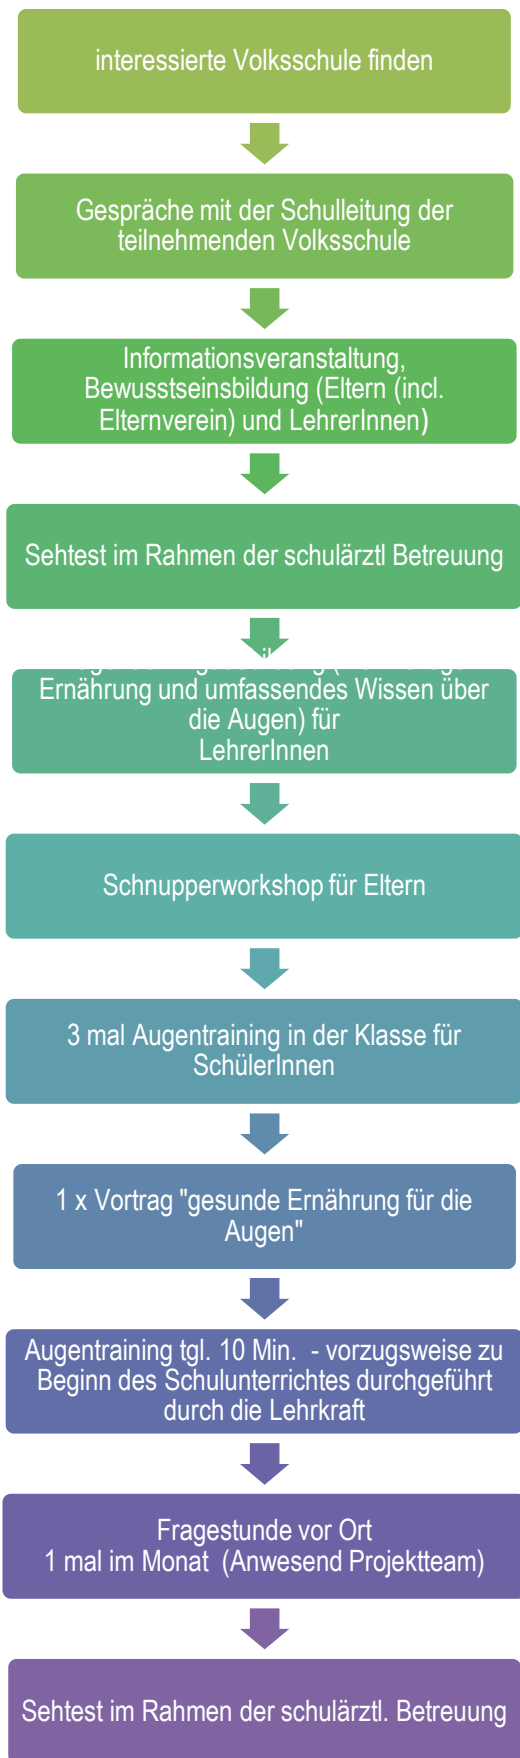 interessierte Volksschule finden
Gespräche mit der Schulleitung der
teilnehmenden Volksschule
Informationsveranstaltung,
Bewusstseinsbildung (Eltern (incl.
Elternverein) und LehrerInnen)
Sehtest im Rahmen der schulärztl Betreuung
Ernährung und umfassendes Wissen über
die Augen) für
LehrerInnen
Schnupperworkshop für Eltern
3 mal Augentraining in der Klasse für
SchülerInnen
1 x Vortrag "gesunde Ernährung für die
Augen"
Augentraining tgl. 10 Min.  - vorzugsweise zu
Beginn des Schulunterrichtes durchgeführt
durch die Lehrkraft
Fragestunde vor Ort
1 mal im Monat  (Anwesend Projektteam)
Sehtest im Rahmen der schulärztl. Betreuung